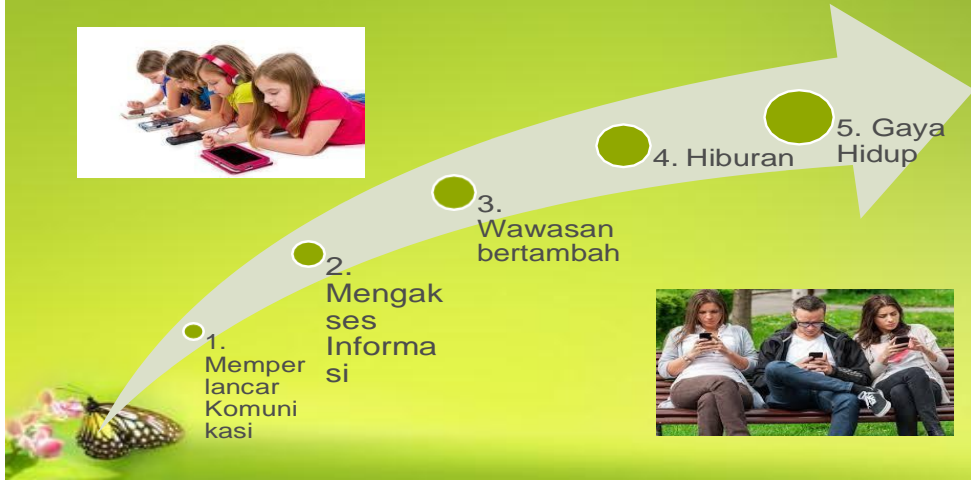 1.
Memper
lancar
Komuni
kasi
2.
Mengak
ses
Informa
si
3.
Wawasan
bertambah
4. Hiburan
5. Gaya
Hidup